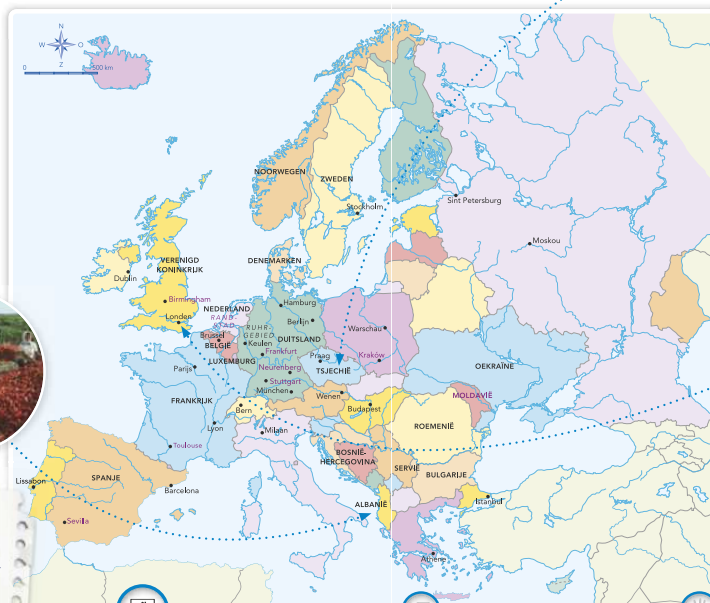 N
W
O
Z
0
500 km
NOORWEGEN
ZWEDEN
Stockholm
Sint Petersburg
Moskou
VERENIGD
KONINKRIJK
Dublin
Birmingham
Londen
DENEMARKEN
NEDERLAND
RAND-
STAD
Hamburg
Berlijn
RUHR-
GEBIED
DUITSLAND
Keulen
Brussel
BELGIË
LUXEMBURG
Frankfurt
Neurenberg
Stuttgart
München
Warschau
Kraków
Praag
TSJECHIË
OEKRAÏNE
MOLDAVIË
Parijs
FRANKRIJK
Bern
Wenen
Budapest
ROEMENIË
Lyon
Milaan
Toulouse
BOSNIË-
HERCEGOVINA
SERVIË
BULGARIJE
ALBANIË
Istanbul
Athene
Lissabon
SPANJE
Barcelona
Sevilla